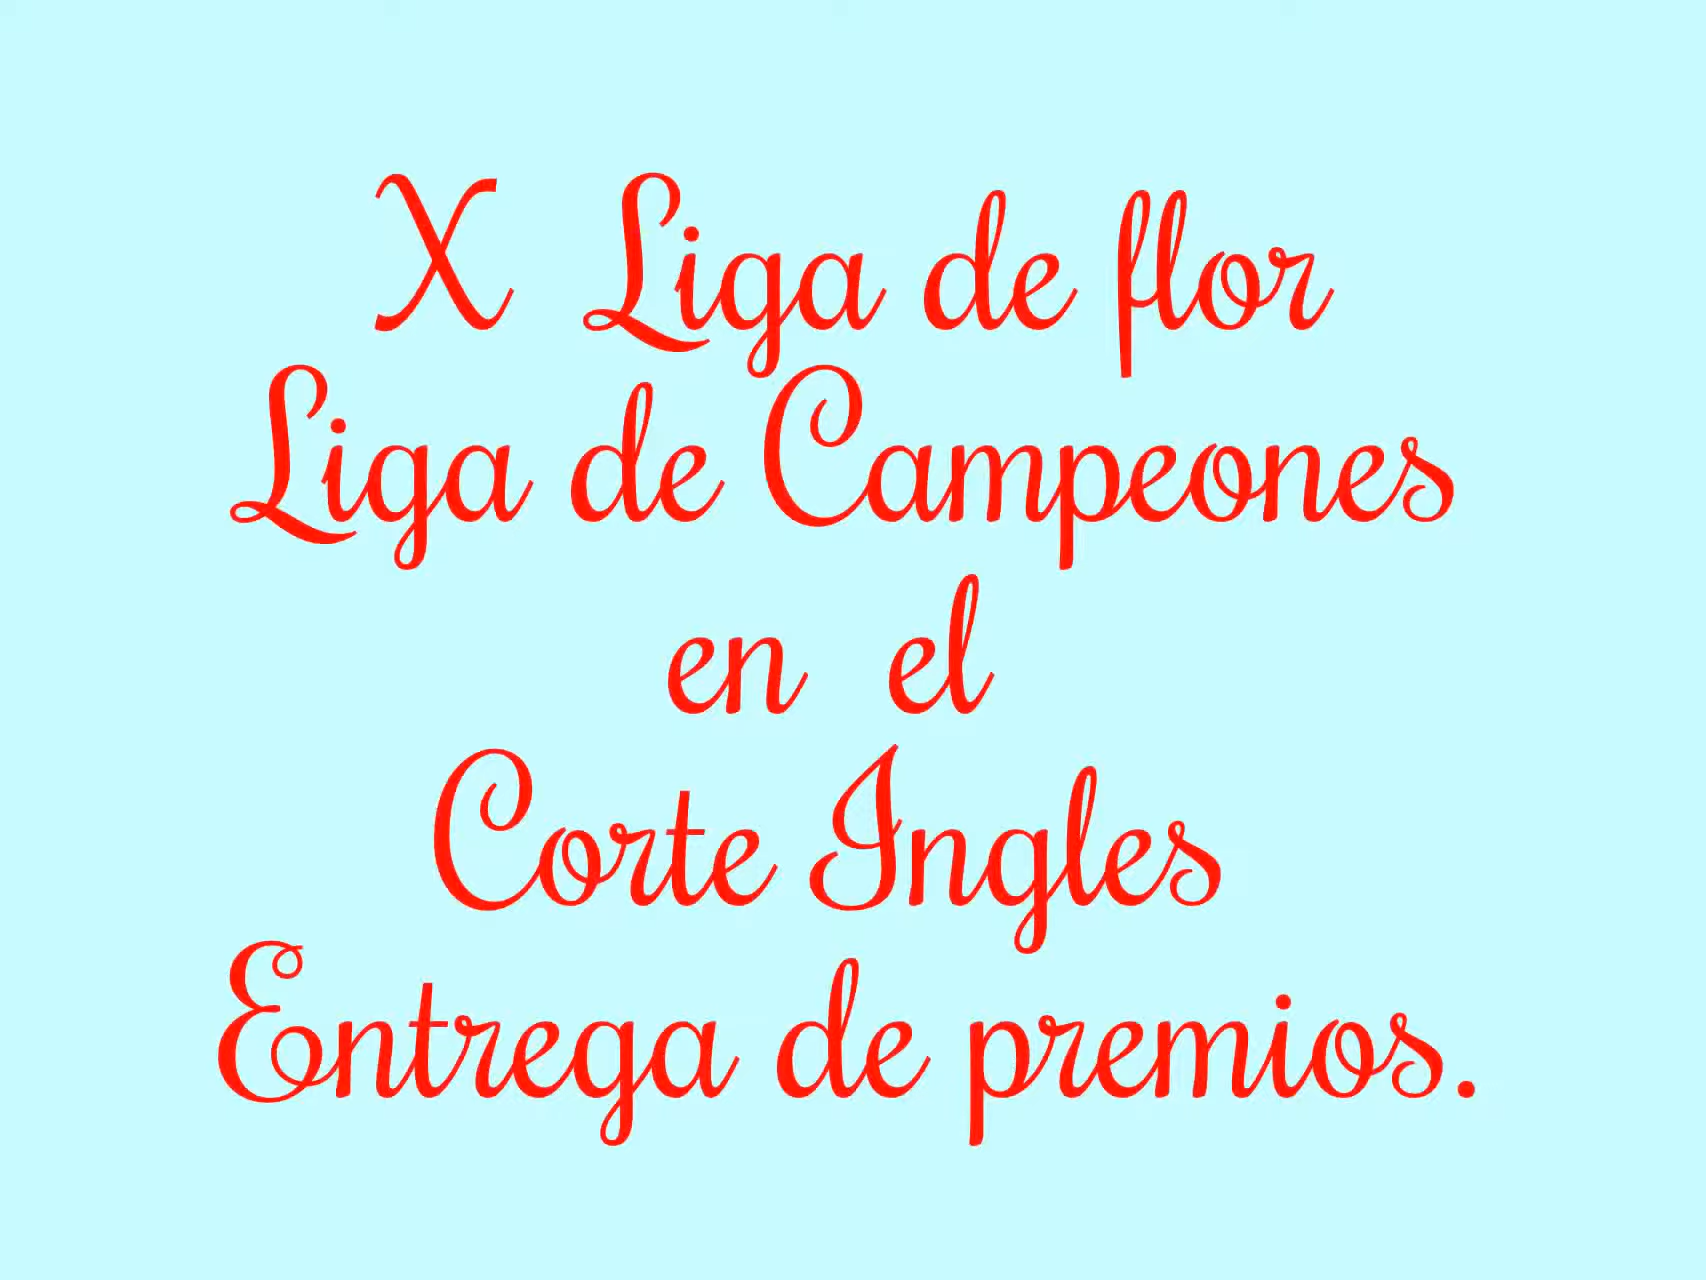 X Liga de flor
Liga de Campeones
en el
Corte Ingles
Entrega de premios.